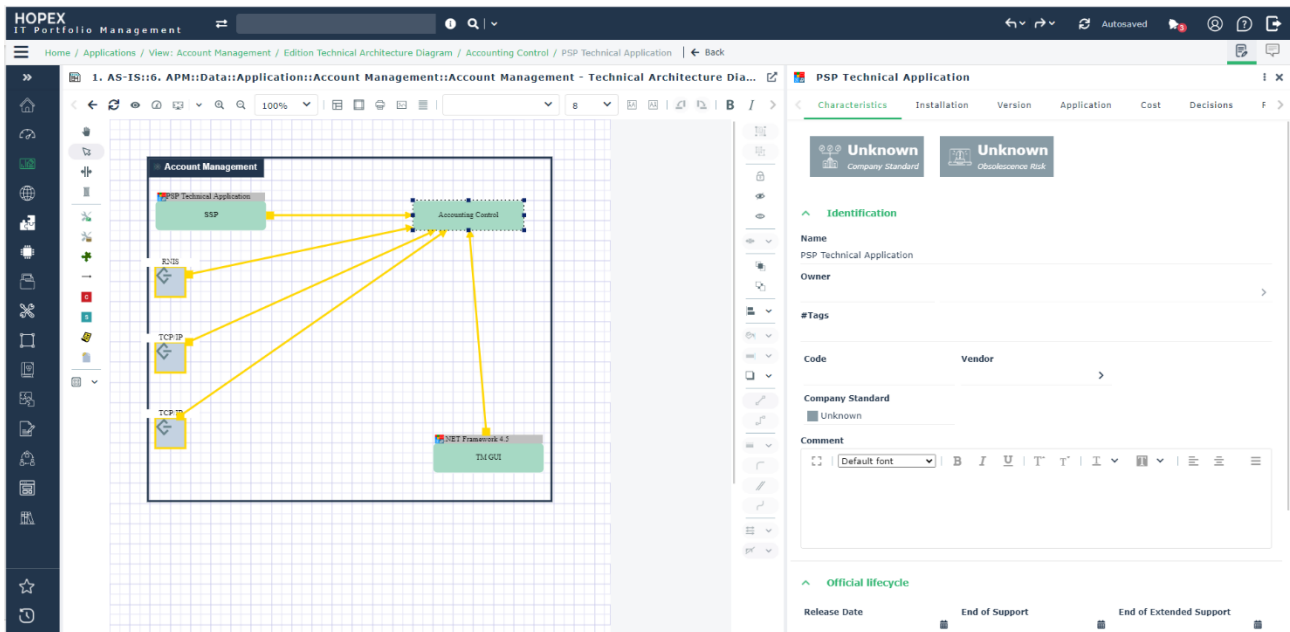 HOPEX
IT Portfolio Management
Autosaved
3
Home / Applications / View: Account Management / Edition Technical Architecture Diagram / Accounting Control / PSP Technical Application
Back
1. AS-IS::6. APM::Data::Application::Account Management::Account Management - Technical Architecture Dia...
100%
8
B I
Account Management
PSP Technical Application
SSP
Accounting Control
RNIS
TCP/IP
TCP/IP
.NET Framework 4.5
TM GUI
PSP Technical Application
Characteristics Installation Version Application Cost Decisions
Unknown
Company Standard
Unknown
Obsolescence Risk
Identification
Name
PSP Technical Application
Owner
#Tags
Code Vendor
Company Standard
Unknown
Comment
Default font B I U
Official lifecycle
Release Date End of Support End of Extended Support